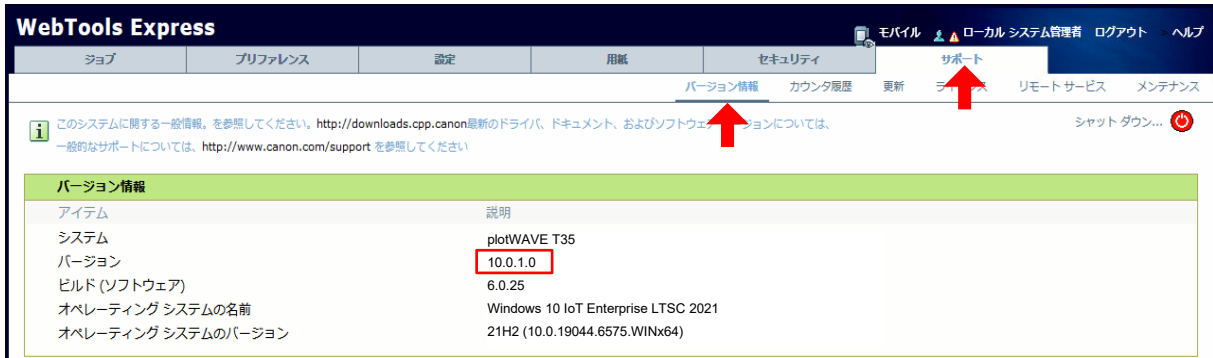 WebTools Express
モバイル ローカル システム管理者 ログアウト ヘルプ
ジョブ プリファレンス 設定 用紙 セキュリティ サポート
バージョン情報 カウンタ履歴 更新 リモート サービス メンテナンス
このシステムに関する一般情報。を参照してください。http://downloads.cpp.canon最新のドライバ、ドキュメント、およびソフトウェア バージョンについては、
シャット ダウン...
一般的なサポートについては、http://www.canon.com/support を参照してください
バージョン情報
アイテム 説明
システム plotWAVE T35
バージョン 10.0.1.0
ビルド (ソフトウェア) 6.0.25
オペレーティング システムの名前 Windows 10 IoT Enterprise LTSC 2021
オペレーティング システムのバージョン 21H2 (10.0.19044.6575.WINx64)